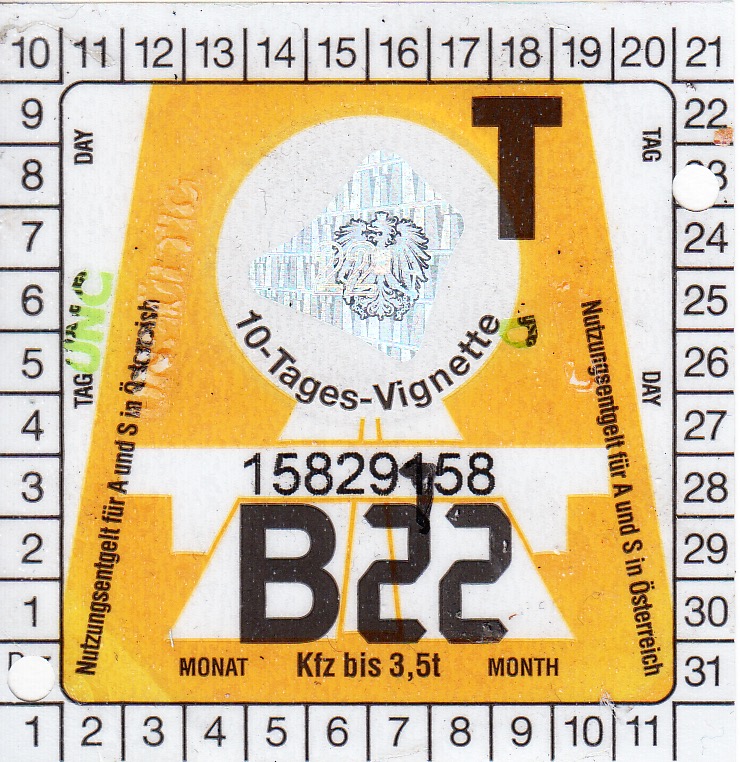 10 11 12 13 14 15 16 17 18 19 20 21
9 22
DAY TAG
8
7 24
T
6 25
5 26
TAG DAY
4 27
3 28
2 29
1 30
31
10-Tages-Vignette
Nutzungsentgelt für A und S in Österreich
Nutzungsentgelt für A und S in Österreich
15829158
B22
MONAT Kfz bis 3,5t MONTH
1 2 3 4 5 6 7 8 9 10 11